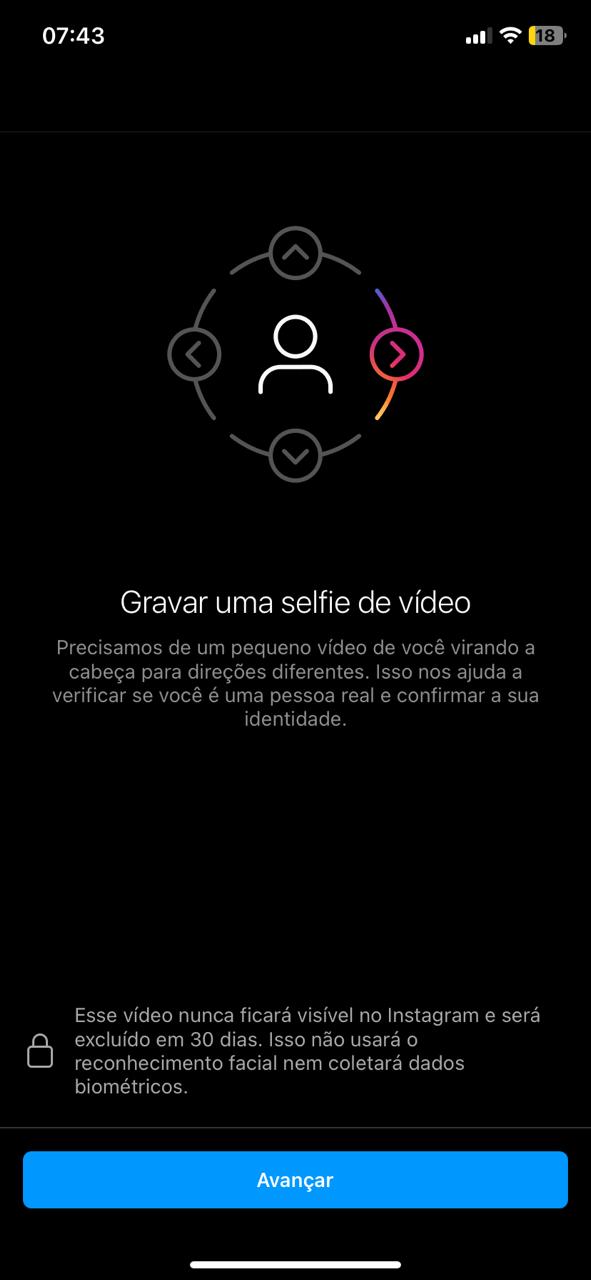 07:43
18
Gravar uma selfie de vídeo
Precisamos de um pequeno vídeo de você virando a
cabeça para direções diferentes. Isso nos ajuda a
verificar se você é uma pessoa real e confirmar a sua
identidade.
Esse vídeo nunca ficará visível no Instagram e será
excluído em 30 dias. Isso não usará o
reconhecimento facial nem coletará dados
biométricos.
Avançar